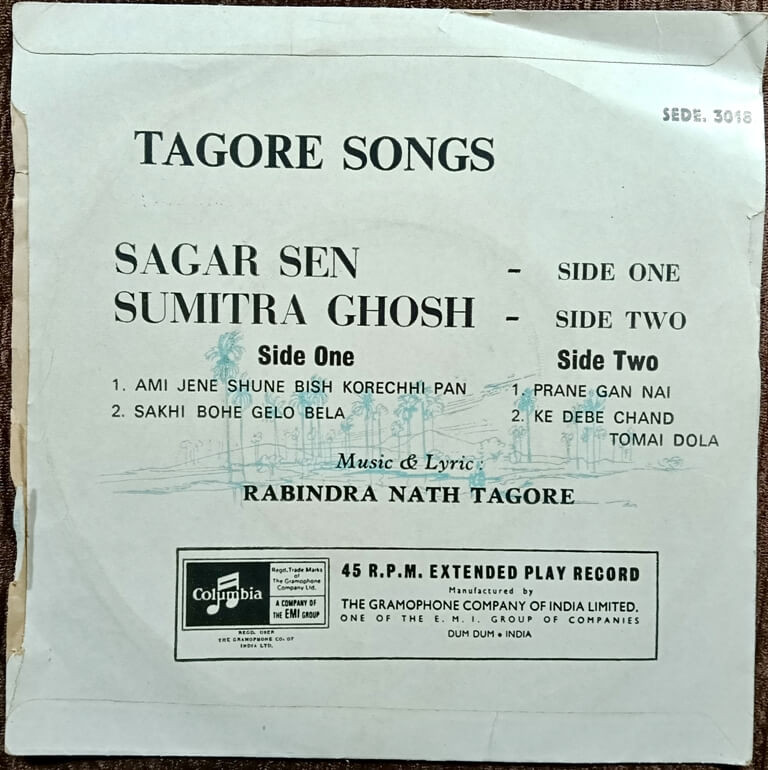 SEDE. 3018
TAGORE SONGS
SAGAR SEN - SIDE ONE
SUMITRA GHOSH - SIDE TWO
Side One
1. AMI JENE SHUNE BISH KORECHHI PAN
2. SAKHI BOHE GELO BELA
Side Two
1. PRANE GAN NAI
2. KE DEBE CHAND
TOMAI DOLA
Music & Lyric :
RABINDRA NATH TAGORE
Columbia
Regd. Trade Marks
of
The Gramophone
Company Ltd.
A COMPANY OF
THE EMI GROUP
REGD. USER
THE GRAMOPHONE CO. OF
INDIA LTD.
45 R.P.M. EXTENDED PLAY RECORD
Manufactured by
THE GRAMOPHONE COMPANY OF INDIA LIMITED.
ONE OF THE E. M. I. GROUP OF COMPANIES
DUM DUM • INDIA